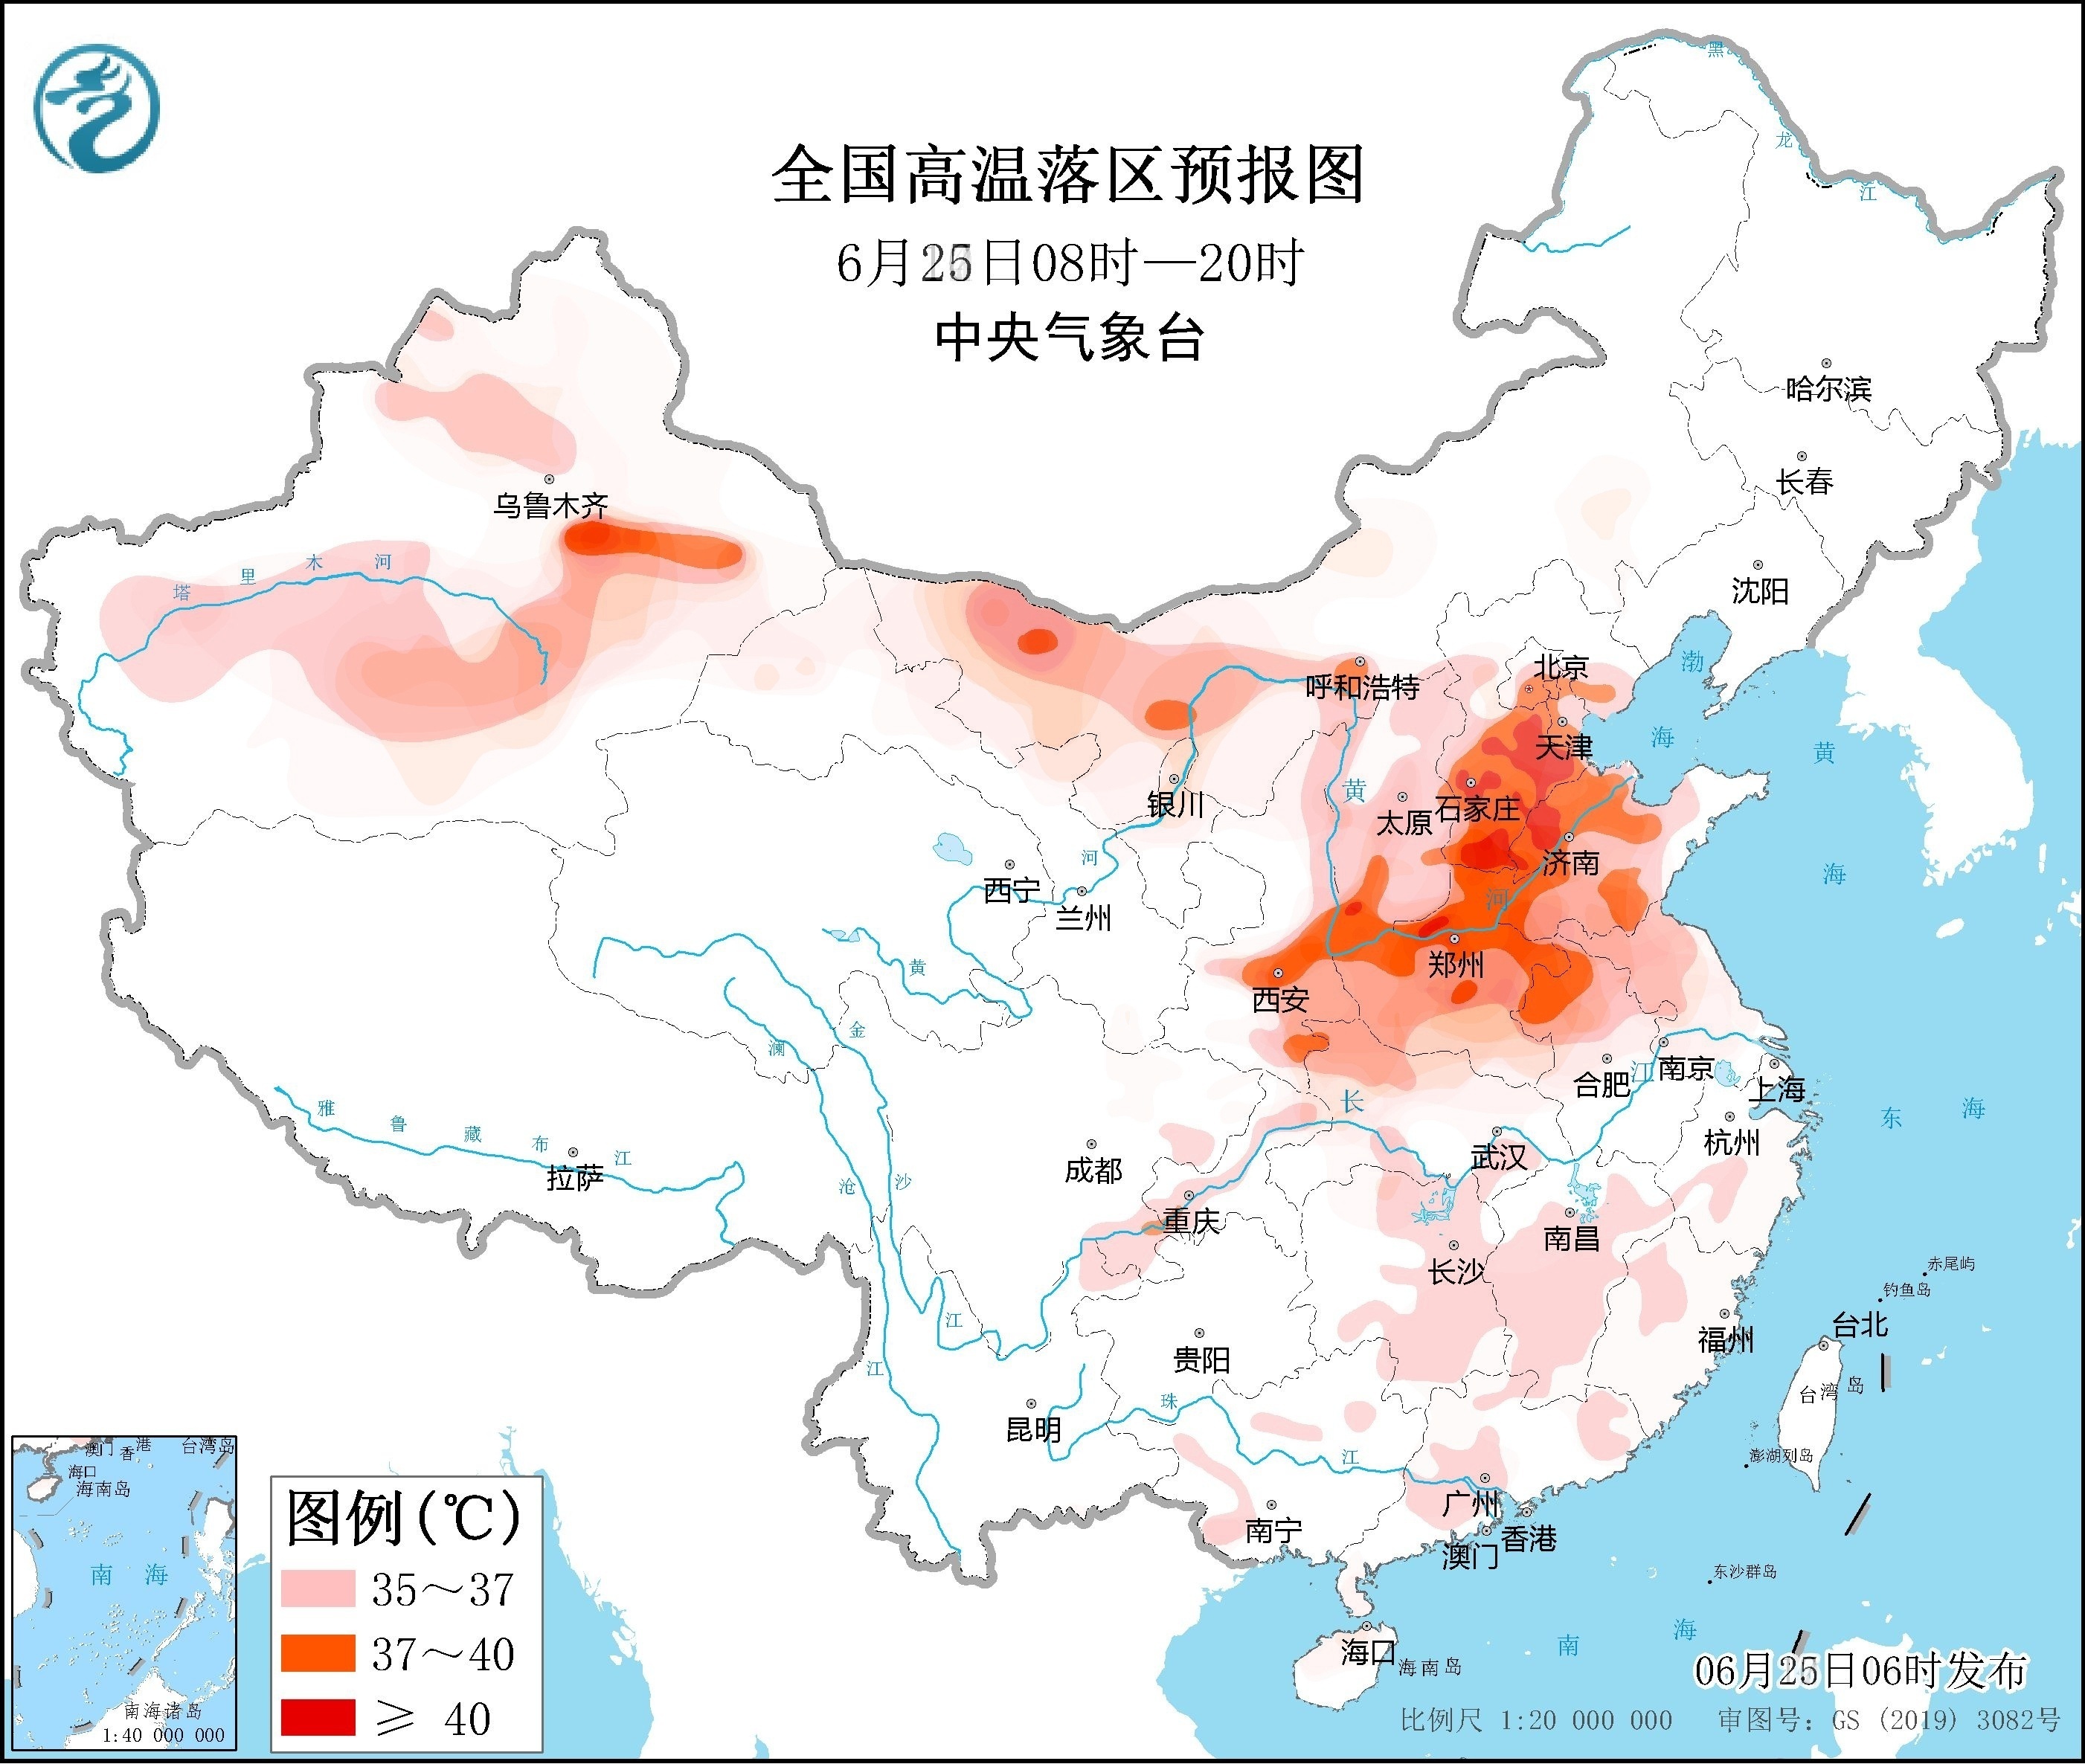 全国高温落区预报图
6月25日08时—20时
中央气象台
黑
龙
江
哈尔滨
长春
沈阳
乌鲁木齐
塔
里
木
河
呼和浩特
北京
天津
渤
海
黄
海
银川
黄
太原
石家庄
济南
河
西宁
兰州
河
黄
郑州
西安
金
澜
沧
沙
江
江
雅
鲁
藏
布
江
拉萨
成都
重庆
长
江
合肥
南京
上海
武汉
杭州
东
海
南昌
长沙
贵阳
福州
赤尾屿
钓鱼岛
台北
台湾岛
澎湖列岛
昆明
珠
江
广州
香港
澳门
南宁
东沙群岛
海口
海南岛
南
海
澳门
香港
台湾岛
海口
海南岛
南
海
南海诸岛
1:40 000 000
图例(℃)
35～37
37～40
≥ 40
06月25日06时发布
比例尺 1:20 000 000 审图号：GS (2019) 3082号